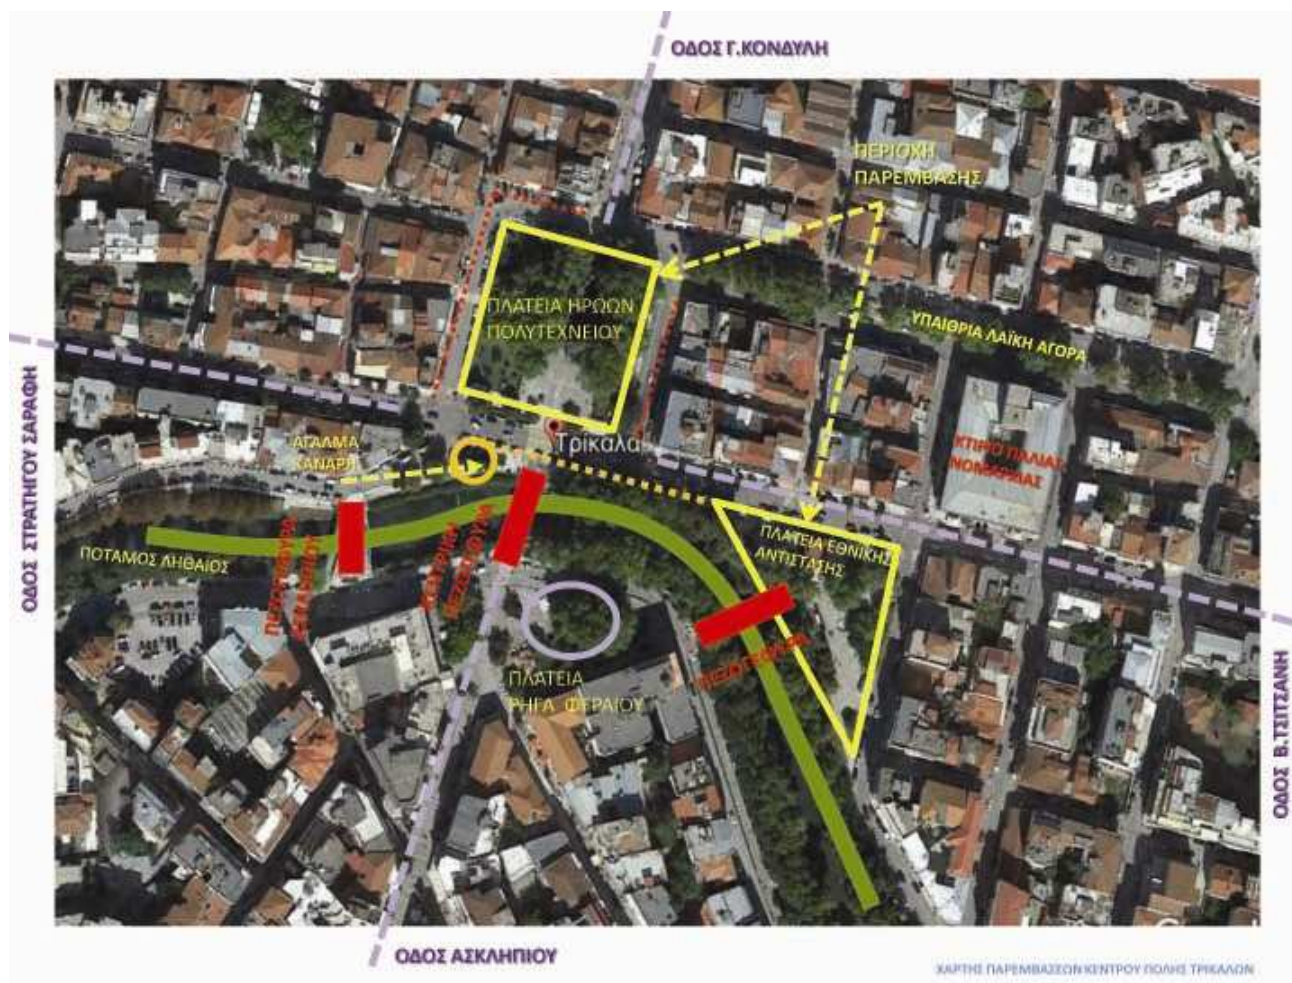 ΟΔΟΣ Γ.ΚΟΝΔΥΛΗ
ΠΕΡΙΟΧΗ
ΠΑΡΕΜΒΑΣΗΣ
ΠΛΑΤΕΙΑ ΗΡΩΩΝ
ΠΟΛΥΤΕΧΝΕΙΟΥ
ΥΠΑΙΘΡΙΑ ΛΑΪΚΗ ΑΓΟΡΑ
ΟΔΟΣ ΣΤΡΑΤΗΓΟΥ ΣΑΡΑΦΗ
ΑΓΑΛΜΑ
ΚΑΝΑΡΗ
Τρίκαλα
ΚΤΙΡΙΟ ΠΑΛΙΑΣ
ΝΟΜΑΡΧΙΑΣ
ΠΟΤΑΜΟΣ ΛΗΘΑΙΟΣ
ΠΛΑΤΕΙΑ ΕΘΝΙΚΗΣ
ΑΝΤΙΣΤΑΣΗΣ
ΠΛΑΤΕΙΑ
ΡΗΓΑ ΦΕΡΑΙΟΥ
ΟΔΟΣ Β.ΤΣΙΤΣΑΝΗ
ΟΔΟΣ ΑΣΚΛΗΠΙΟΥ
ΧΑΡΤΗΣ ΠΑΡΕΜΒΑΣΕΩΝ ΚΕΝΤΡΟΥ ΠΟΛΗΣ ΤΡΙΚΑΛΩΝ